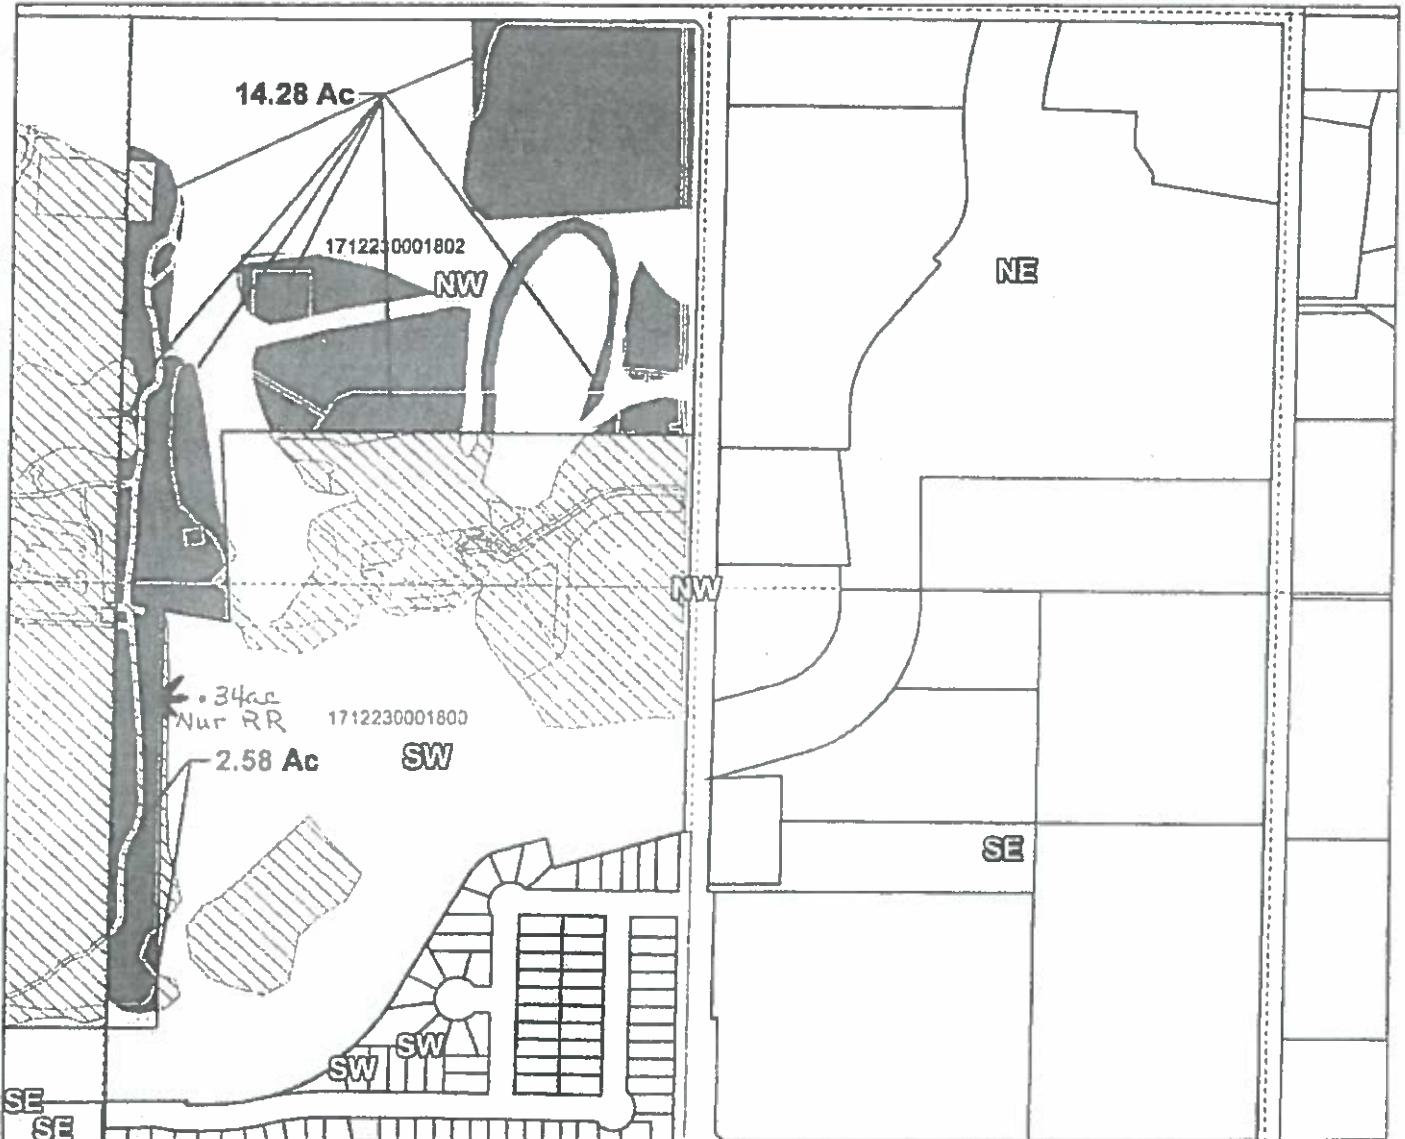 14.28 Ac
1712230001802
NW
NE
NW
.34ac
Nur RR
1712230001800
2.58 Ac
SW
SE
SW
SW
SE
SE